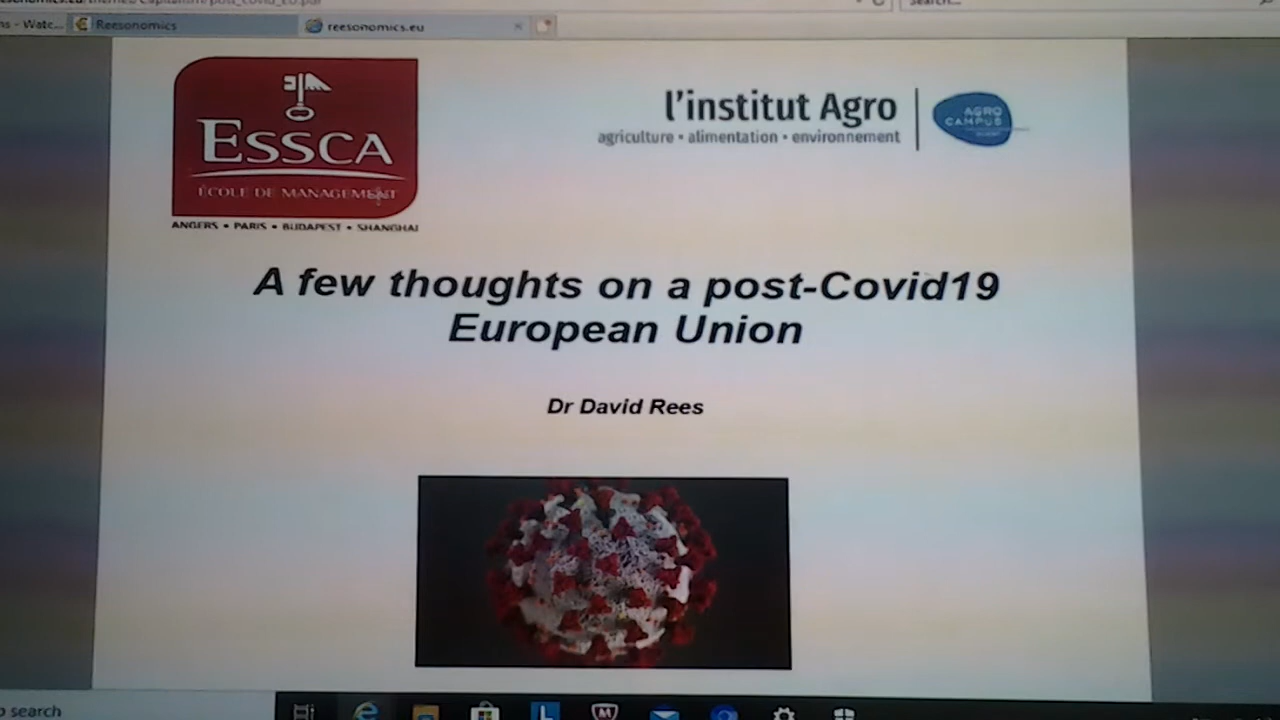 Reesonomics
reesonomics.eu
ESSCA
ÉCOLE DE MANAGEMENT
ANGERS • PARIS • BUDAPEST • SHANGHAI
l'institut Agro
agriculture • alimentation • environnement
AGRO
CAMPUS
A few thoughts on a post-Covid19
European Union
Dr David Rees
search